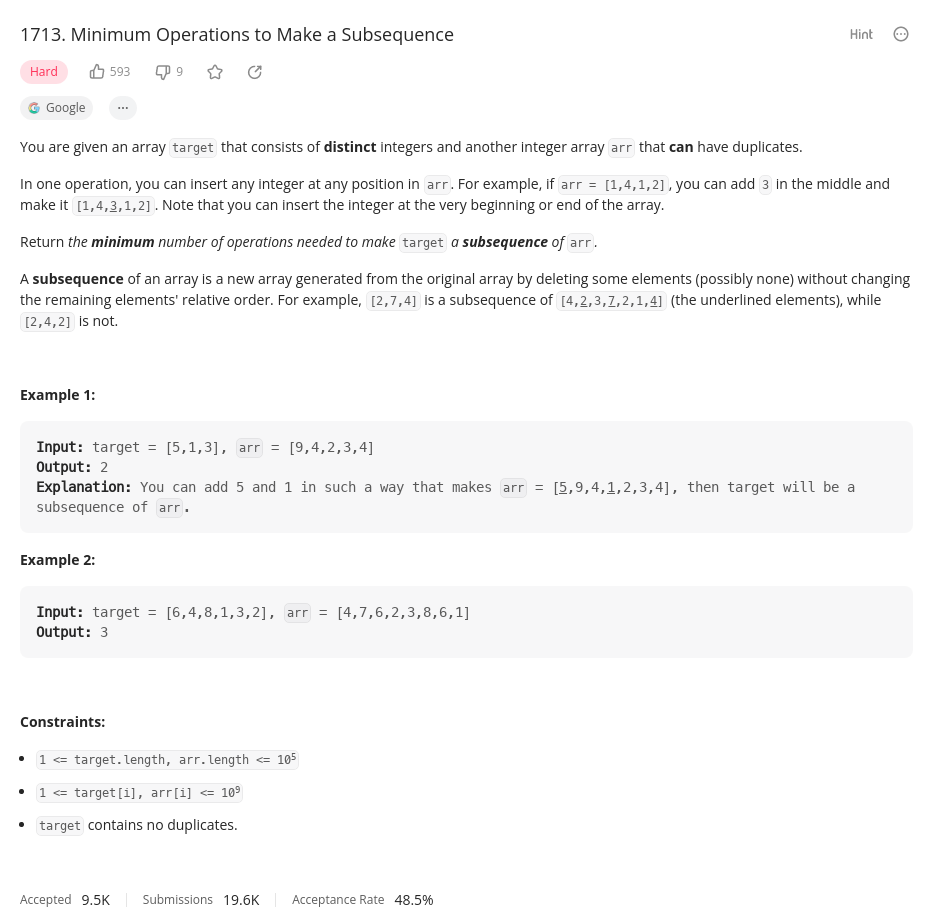 1713. Minimum Operations to Make a Subsequence
Hint
Hard 593 9
Google ...
You are given an array target that consists of distinct integers and another integer array arr that can have duplicates.
In one operation, you can insert any integer at any position in arr. For example, if arr = [1,4,1,2], you can add 3 in the middle and
make it [1,4,3,1,2]. Note that you can insert the integer at the very beginning or end of the array.
Return the minimum number of operations needed to make target a subsequence of arr.
A subsequence of an array is a new array generated from the original array by deleting some elements (possibly none) without changing
the remaining elements' relative order. For example, [2,7,4] is a subsequence of [4,2,3,7,2,1,4] (the underlined elements), while
[2,4,2] is not.
Example 1:
Input: target = [5,1,3], arr = [9,4,2,3,4]
Output: 2
Explanation: You can add 5 and 1 in such a way that makes arr = [5,9,4,1,2,3,4], then target will be a
subsequence of arr.
Example 2:
Input: target = [6,4,8,1,3,2], arr = [4,7,6,2,3,8,6,1]
Output: 3
Constraints:
• 1 <= target.length, arr.length <= 10⁵
• 1 <= target[i], arr[i] <= 10⁹
• target contains no duplicates.
Accepted 9.5K Submissions 19.6K Acceptance Rate 48.5%